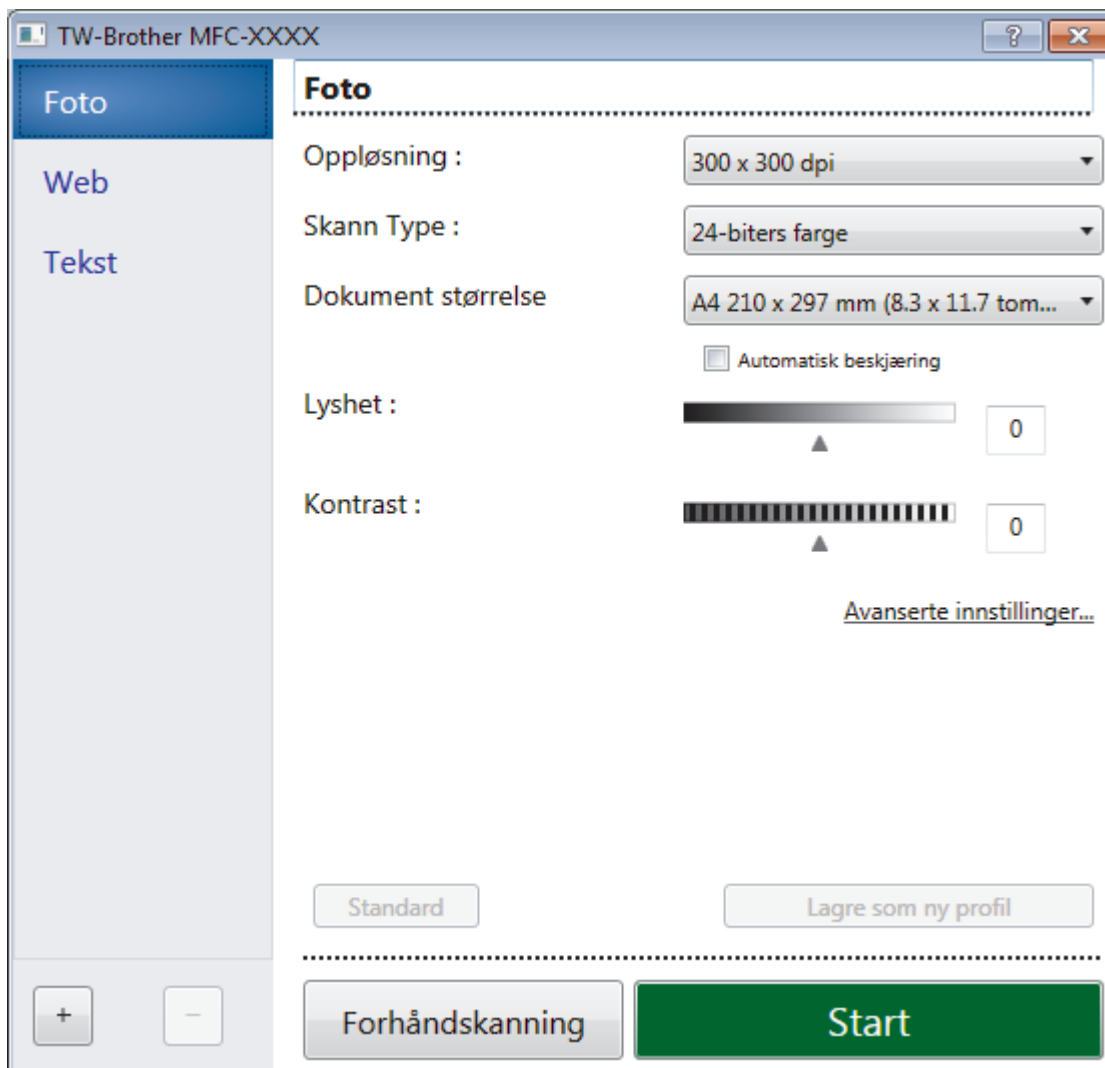 TW-Brother MFC-XXXX
?
Foto
Web
Tekst
Foto
Oppløsning :
300 x 300 dpi
Skann Type :
24-biters farge
Dokument størrelse
A4 210 x 297 mm (8.3 x 11.7 tom...
Automatisk beskjæring
Lyshet :
0
Kontrast :
0
Avanserte innstillinger...
Standard
Lagre som ny profil
+
−
Forhåndskanning
Start